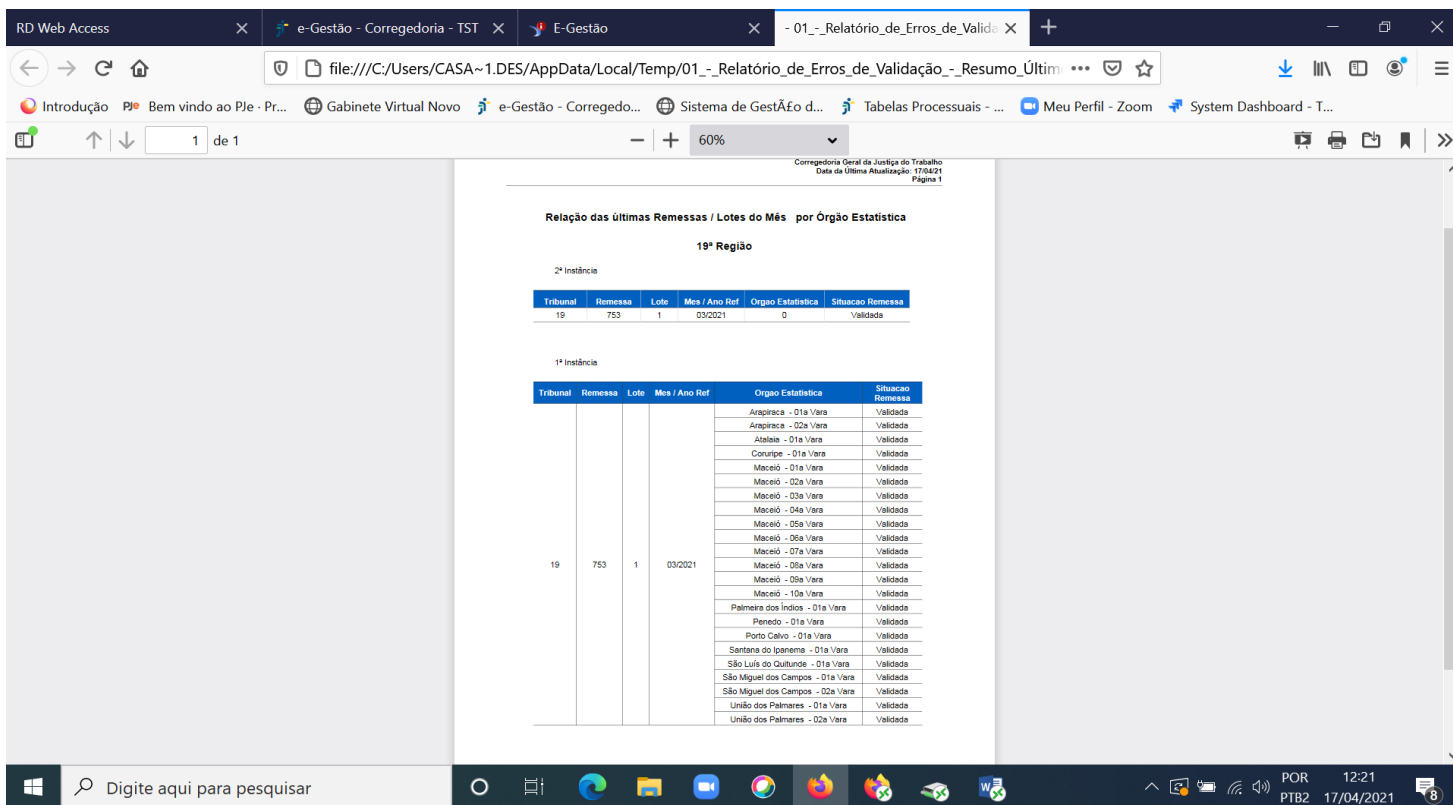 RD Web Access
e-Gestão - Corregedoria - TST
E-Gestão
- 01_-_Relatório_de_Erros_de_Valida
file:///C:/Users/CASA~1.DES/AppData/Local/Temp/01_-_Relatório_de_Erros_de_Validação_-_Resumo_Últim
Introdução PJe Bem vindo ao PJe - Pr... Gabinete Virtual Novo e-Gestão - Corregedo... Sistema de GestÃ£o d... Tabelas Processuais - ... Meu Perfil - Zoom System Dashboard - T...
1 de 1 60%
Corregedoria Geral da Justiça do Trabalho
Data da Última Atualização: 17/04/21
Página 1
Relação das últimas Remessas / Lotes do Mês por Órgão Estatística
19ª Região
2ª Instância
Tribunal Remessa Lote Mes / Ano Ref Orgao Estatistica Situacao Remessa
19 753 1 03/2021 0 Validada
1ª Instância
Tribunal Remessa Lote Mes / Ano Ref Orgao Estatistica Situacao Remessa
Arapiraca - 01a Vara Validada
Arapiraca - 02a Vara Validada
Atalaia - 01a Vara Validada
Coruripe - 01a Vara Validada
Maceió - 01a Vara Validada
Maceió - 02a Vara Validada
Maceió - 03a Vara Validada
Maceió - 04a Vara Validada
Maceió - 05a Vara Validada
Maceió - 06a Vara Validada
Maceió - 07a Vara Validada
19 753 1 03/2021 Maceió - 08a Vara Validada
Maceió - 09a Vara Validada
Maceió - 10a Vara Validada
Palmeira dos Índios - 01a Vara Validada
Penedo - 01a Vara Validada
Porto Calvo - 01a Vara Validada
Santana do Ipanema - 01a Vara Validada
São Luís do Quitunde - 01a Vara Validada
São Miguel dos Campos - 01a Vara Validada
São Miguel dos Campos - 02a Vara Validada
União dos Palmares - 01a Vara Validada
União dos Palmares - 02a Vara Validada
Digite aqui para pesquisar
POR 12:21
PTB2 17/04/2021 8